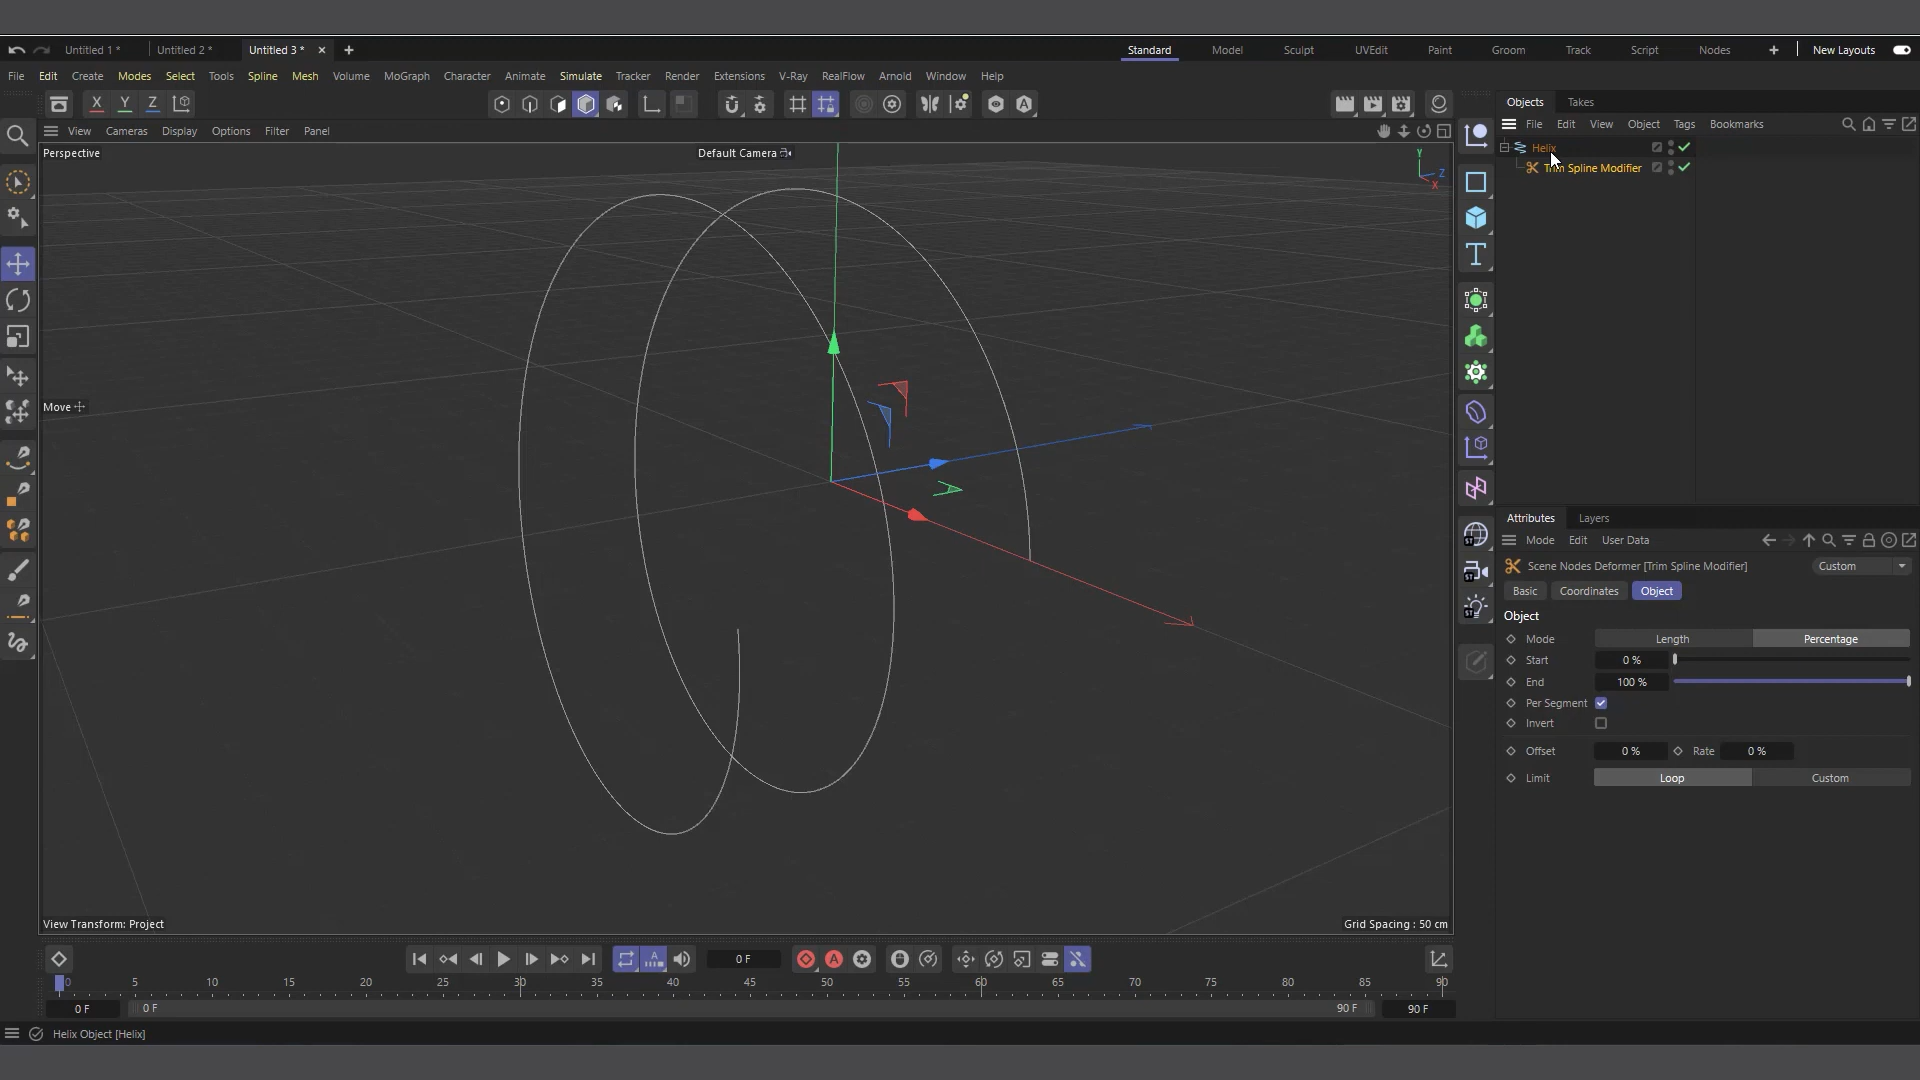 Untitled 1 * Untitled 2 * Untitled 3 * × + Standard Model Sculpt UVEdit Paint Groom Track Script Nodes + New Layouts
File Edit Create Modes Select Tools Spline Mesh Volume MoGraph Character Animate Simulate Tracker Render Extensions V-Ray RealFlow Arnold Window Help
X Y Z
Objects Takes
View Cameras Display Options Filter Panel
File Edit View Object Tags Bookmarks
Perspective
Default Camera
Y
Z
X
Helix
Trim Spline Modifier
Move
Attributes Layers
Mode Edit User Data
Scene Nodes Deformer [Trim Spline Modifier] Custom
Basic Coordinates Object
Object
Mode Length Percentage
Start 0 %
End 100 %
Per Segment
Invert
Offset 0 % Rate 0 %
Limit Loop Custom
ST
ST
ST
View Transform: Project
Grid Spacing : 50 cm
0 F
A
0 5 10 15 20 25 30 35 40 45 50 55 60 65 70 75 80 85 90
0 F 0 F 90 F 90 F
Helix Object [Helix]